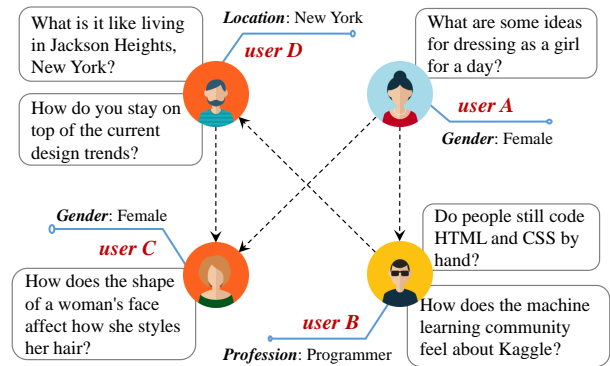 What is it like living
in Jackson Heights,
New York?
Location: New York
user D
What are some ideas
for dressing as a girl
for a day?
How do you stay on
top of the current
design trends?
user A
Gender: Female
Gender: Female
user C
Do people still code
HTML and CSS by
hand?
How does the shape
of a woman's face
affect how she styles
her hair?
user B
Profession: Programmer
How does the machine
learning community
feel about Kaggle?